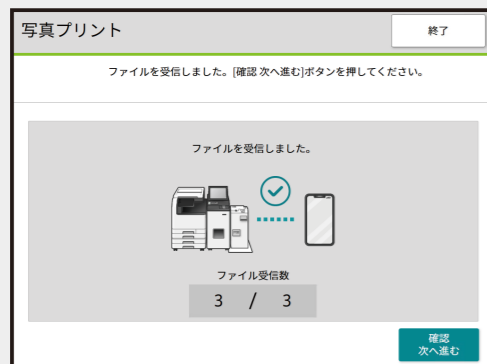 写真プリント
終了
ファイルを受信しました。[確認 次へ進む]ボタンを押してください。
ファイルを受信しました。
ファイル受信数
3 / 3
確認
次へ進む